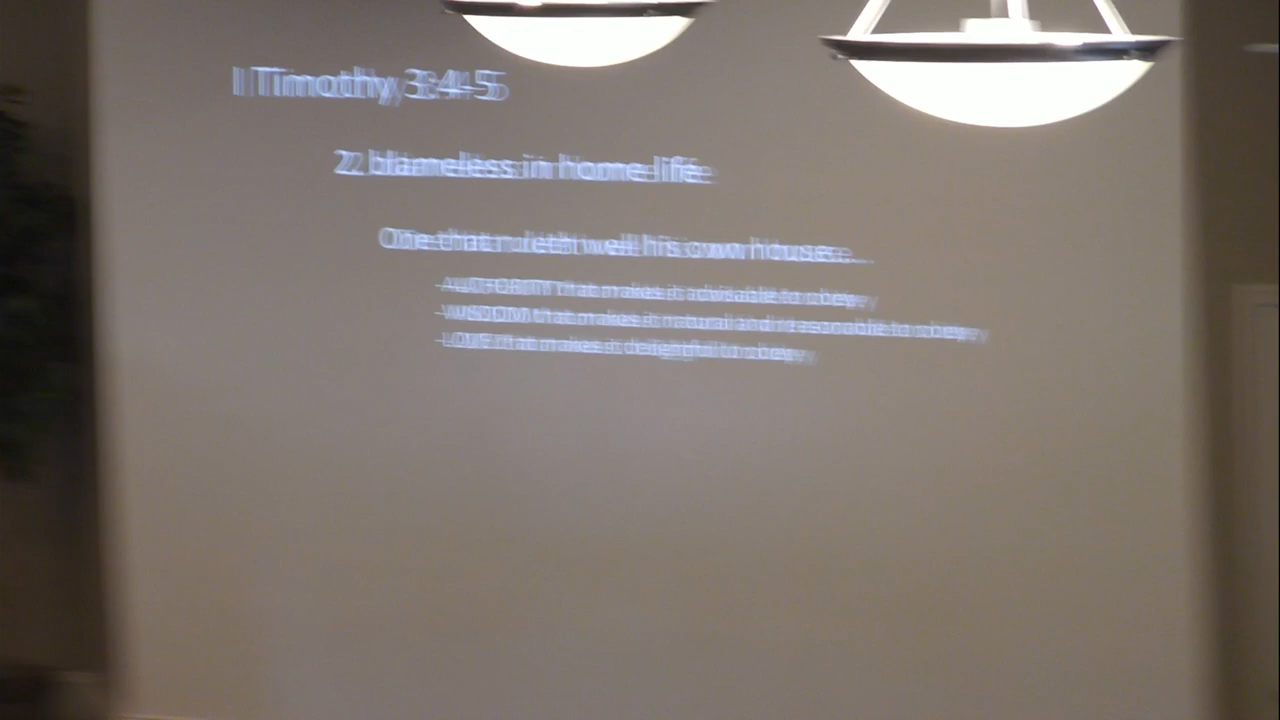 I Timothy 3:4-5
2. blameless in home life
One that ruleth well his own house...
-AUTHORITY that makes it advisable to obey
-WISDOM that makes it natural and reasonable to obey
-LOVE that makes it delightful to obey